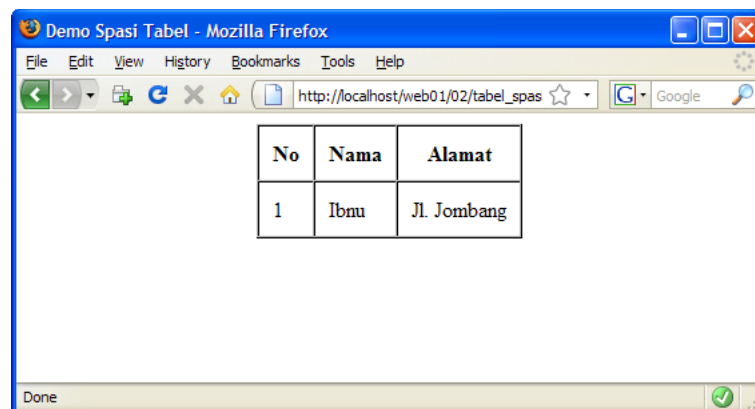 Demo Spasi Tabel - Mozilla Firefox
File Edit View History Bookmarks Tools Help
http://localhost/web01/02/tabel_spas G Google
No Nama Alamat
1 Ibnu Jl. Jombang
Done